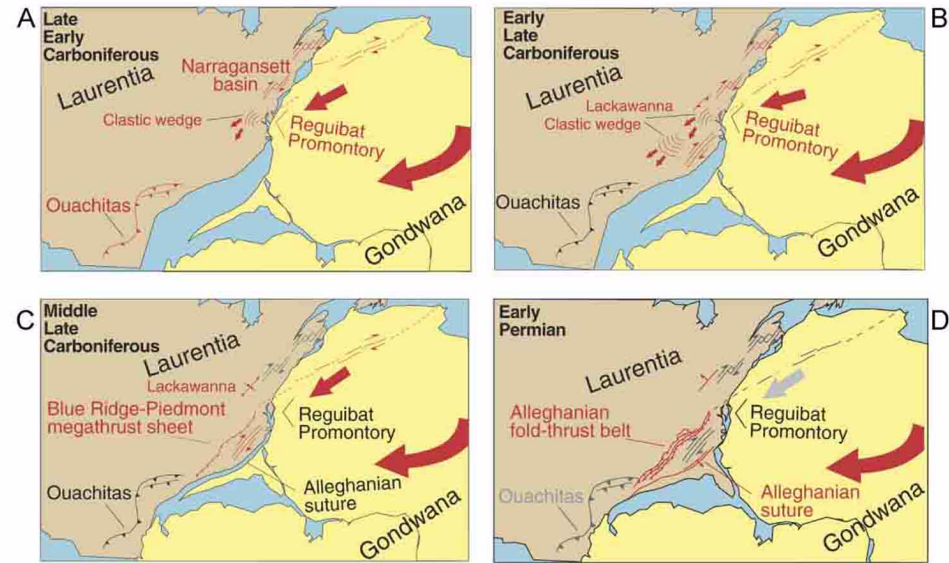 A
Late
Early
Carboniferous
Laurentia
Narragansett
basin
Clastic wedge
Reguibat
Promontory
Ouachitas
Gondwana
B
Early
Late
Carboniferous
Laurentia
Lackawanna
Clastic wedge
Reguibat
Promontory
Ouachitas
Gondwana
C
Middle
Late
Carboniferous
Laurentia
Lackawanna
Blue Ridge-Piedmont
megathrust sheet
Reguibat
Promontory
Ouachitas
Alleghanian
suture
Gondwana
D
Early
Permian
Laurentia
Alleghanian
fold-thrust belt
Reguibat
Promontory
Ouachitas
Alleghanian
suture
Gondwana